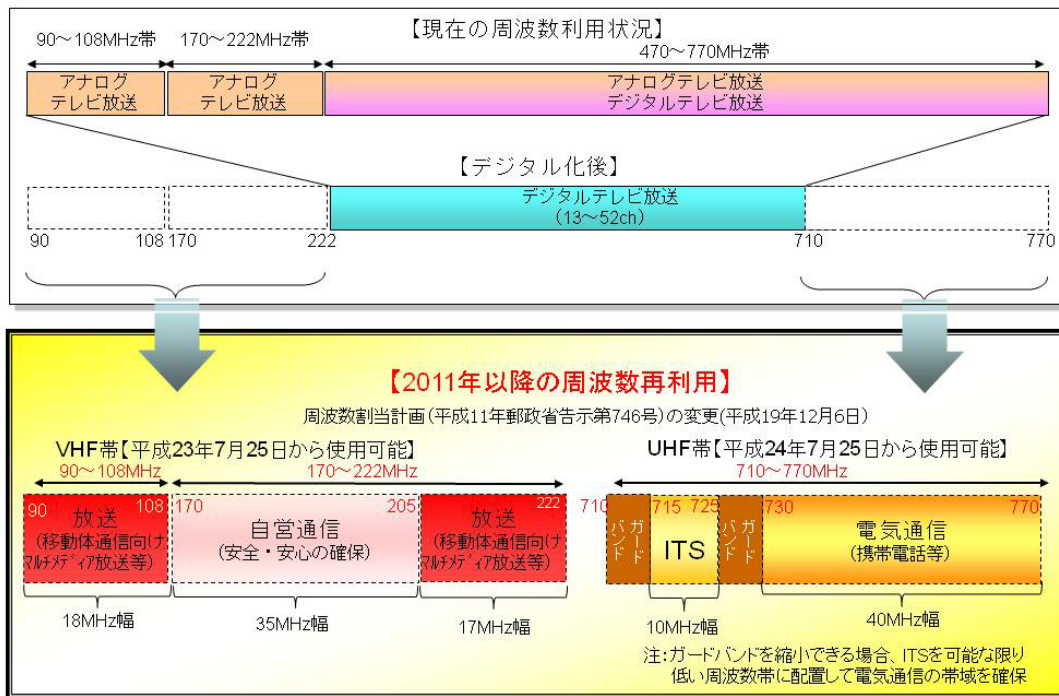 【現在の周波数利用状況】
90～108MHz帯
170～222MHz帯
470～770MHz帯
アナログ
テレビ放送
アナログ
テレビ放送
アナログテレビ放送
デジタルテレビ放送
【デジタル化後】
デジタルテレビ放送
(13～52ch)
90
108
170
222
710
770
【2011年以降の周波数再利用】
周波数割当計画(平成11年郵政省告示第746号)の変更(平成19年12月6日)
VHF帯【平成23年7月25日から使用可能】
90～108MHz
170～222MHz
90
放送
108
(移動体通信向け
ﾏﾙﾁﾒﾃﾞｨｱ放送等)
170
205
自営通信
(安全・安心の確保)
222
放送
(移動体通信向け
ﾏﾙﾁﾒﾃﾞｨｱ放送等)
18MHz幅
35MHz幅
17MHz幅
UHF帯【平成24年7月25日から使用可能】
710～770MHz
710
ガード
バンド
715
725
ITS
ガード
バンド
730
770
電気通信
(携帯電話等)
10MHz幅
40MHz幅
注:ガードバンドを縮小できる場合、ITSを可能な限り
低い周波数帯に配置して電気通信の帯域を確保